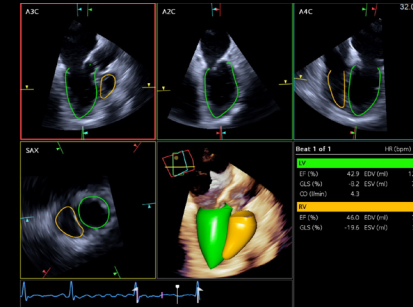 A3C
A2C
A4C
32.0
SAX
Beat 1 of 1 HR (bpm)
LV
EF (%) 42.9 EDV (ml)
GLS (%) -8.2 ESV (ml)
CO (l/min) 4.3
RV
EF (%) 46.0 EDV (ml)
GLS (%) -19.6 ESV (ml)